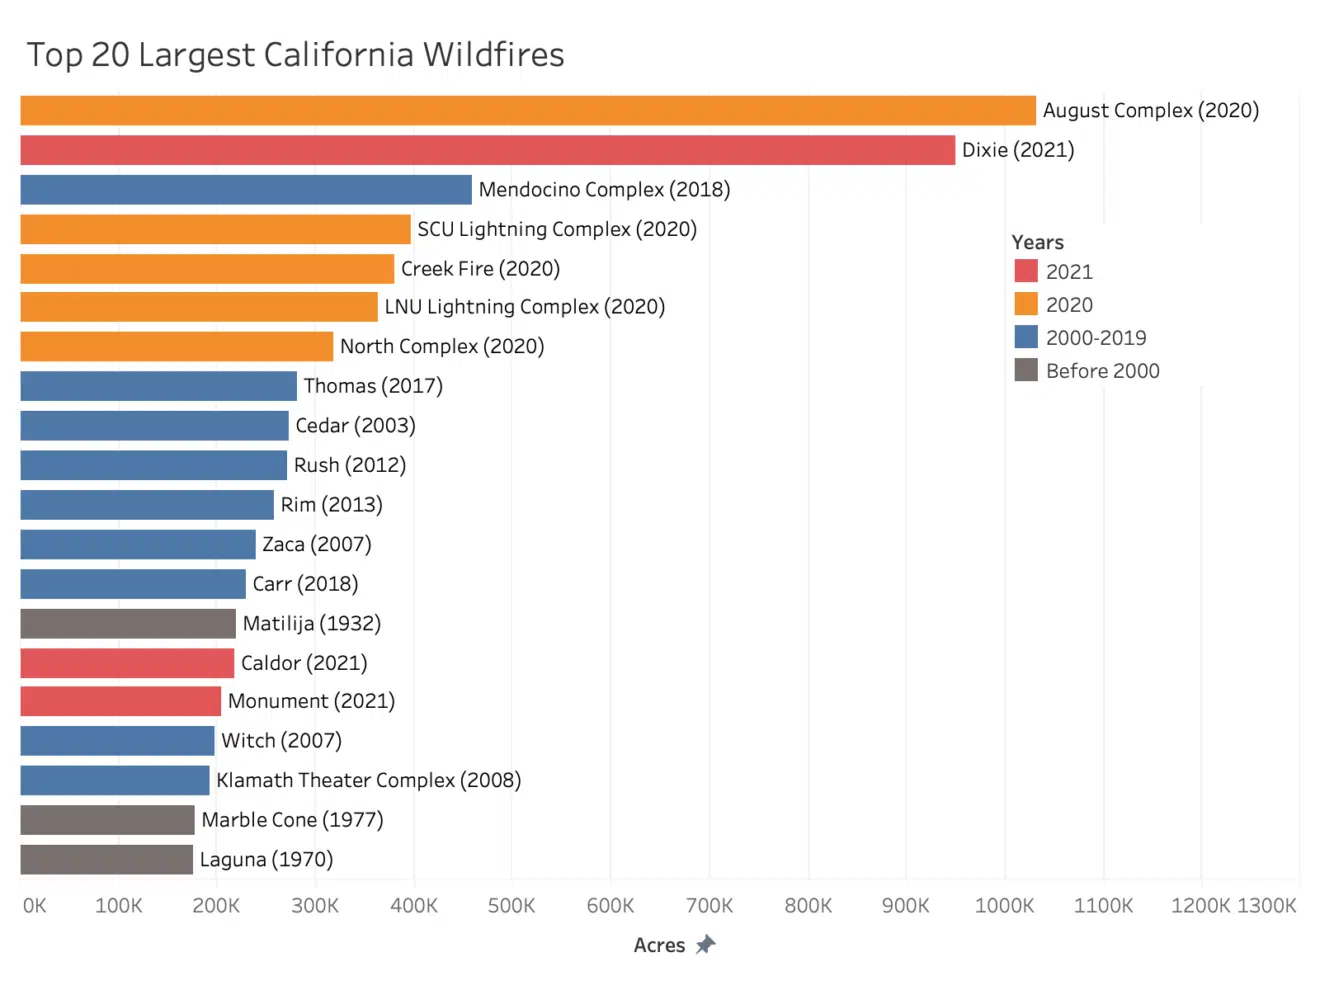 Top 20 Largest California Wildfires
August Complex (2020)
Dixie (2021)
Mendocino Complex (2018)
SCU Lightning Complex (2020)
Creek Fire (2020)
LNU Lightning Complex (2020)
North Complex (2020)
Thomas (2017)
Cedar (2003)
Rush (2012)
Rim (2013)
Zaca (2007)
Carr (2018)
Matilija (1932)
Caldor (2021)
Monument (2021)
Witch (2007)
Klamath Theater Complex (2008)
Marble Cone (1977)
Laguna (1970)
Years
2021
2020
2000-2019
Before 2000
0K 100K 200K 300K 400K 500K 600K 700K 800K 900K 1000K 1100K 1200K 1300K
Acres